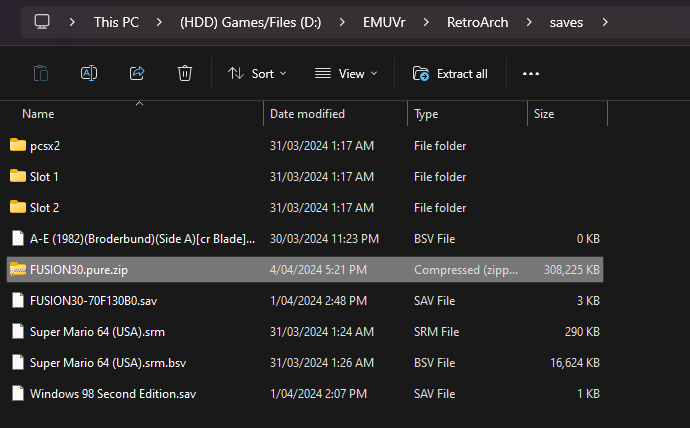 This PC > (HDD) Games/Files (D:) > EMUVr > RetroArch > saves >
Sort View Extract all
Name Date modified Type Size
pcsx2 31/03/2024 1:17 AM File folder
Slot 1 31/03/2024 1:17 AM File folder
Slot 2 31/03/2024 1:17 AM File folder
A-E (1982)(Broderbund)(Side A)[cr Blade]... 30/03/2024 11:23 PM BSV File 0 KB
FUSION30.pure.zip 4/04/2024 5:21 PM Compressed (zipp... 308,225 KB
FUSION30-70F130B0.sav 1/04/2024 2:48 PM SAV File 3 KB
Super Mario 64 (USA).srm 31/03/2024 1:24 AM SRM File 290 KB
Super Mario 64 (USA).srm.bsv 31/03/2024 1:26 AM BSV File 16,624 KB
Windows 98 Second Edition.sav 1/04/2024 2:07 PM SAV File 1 KB